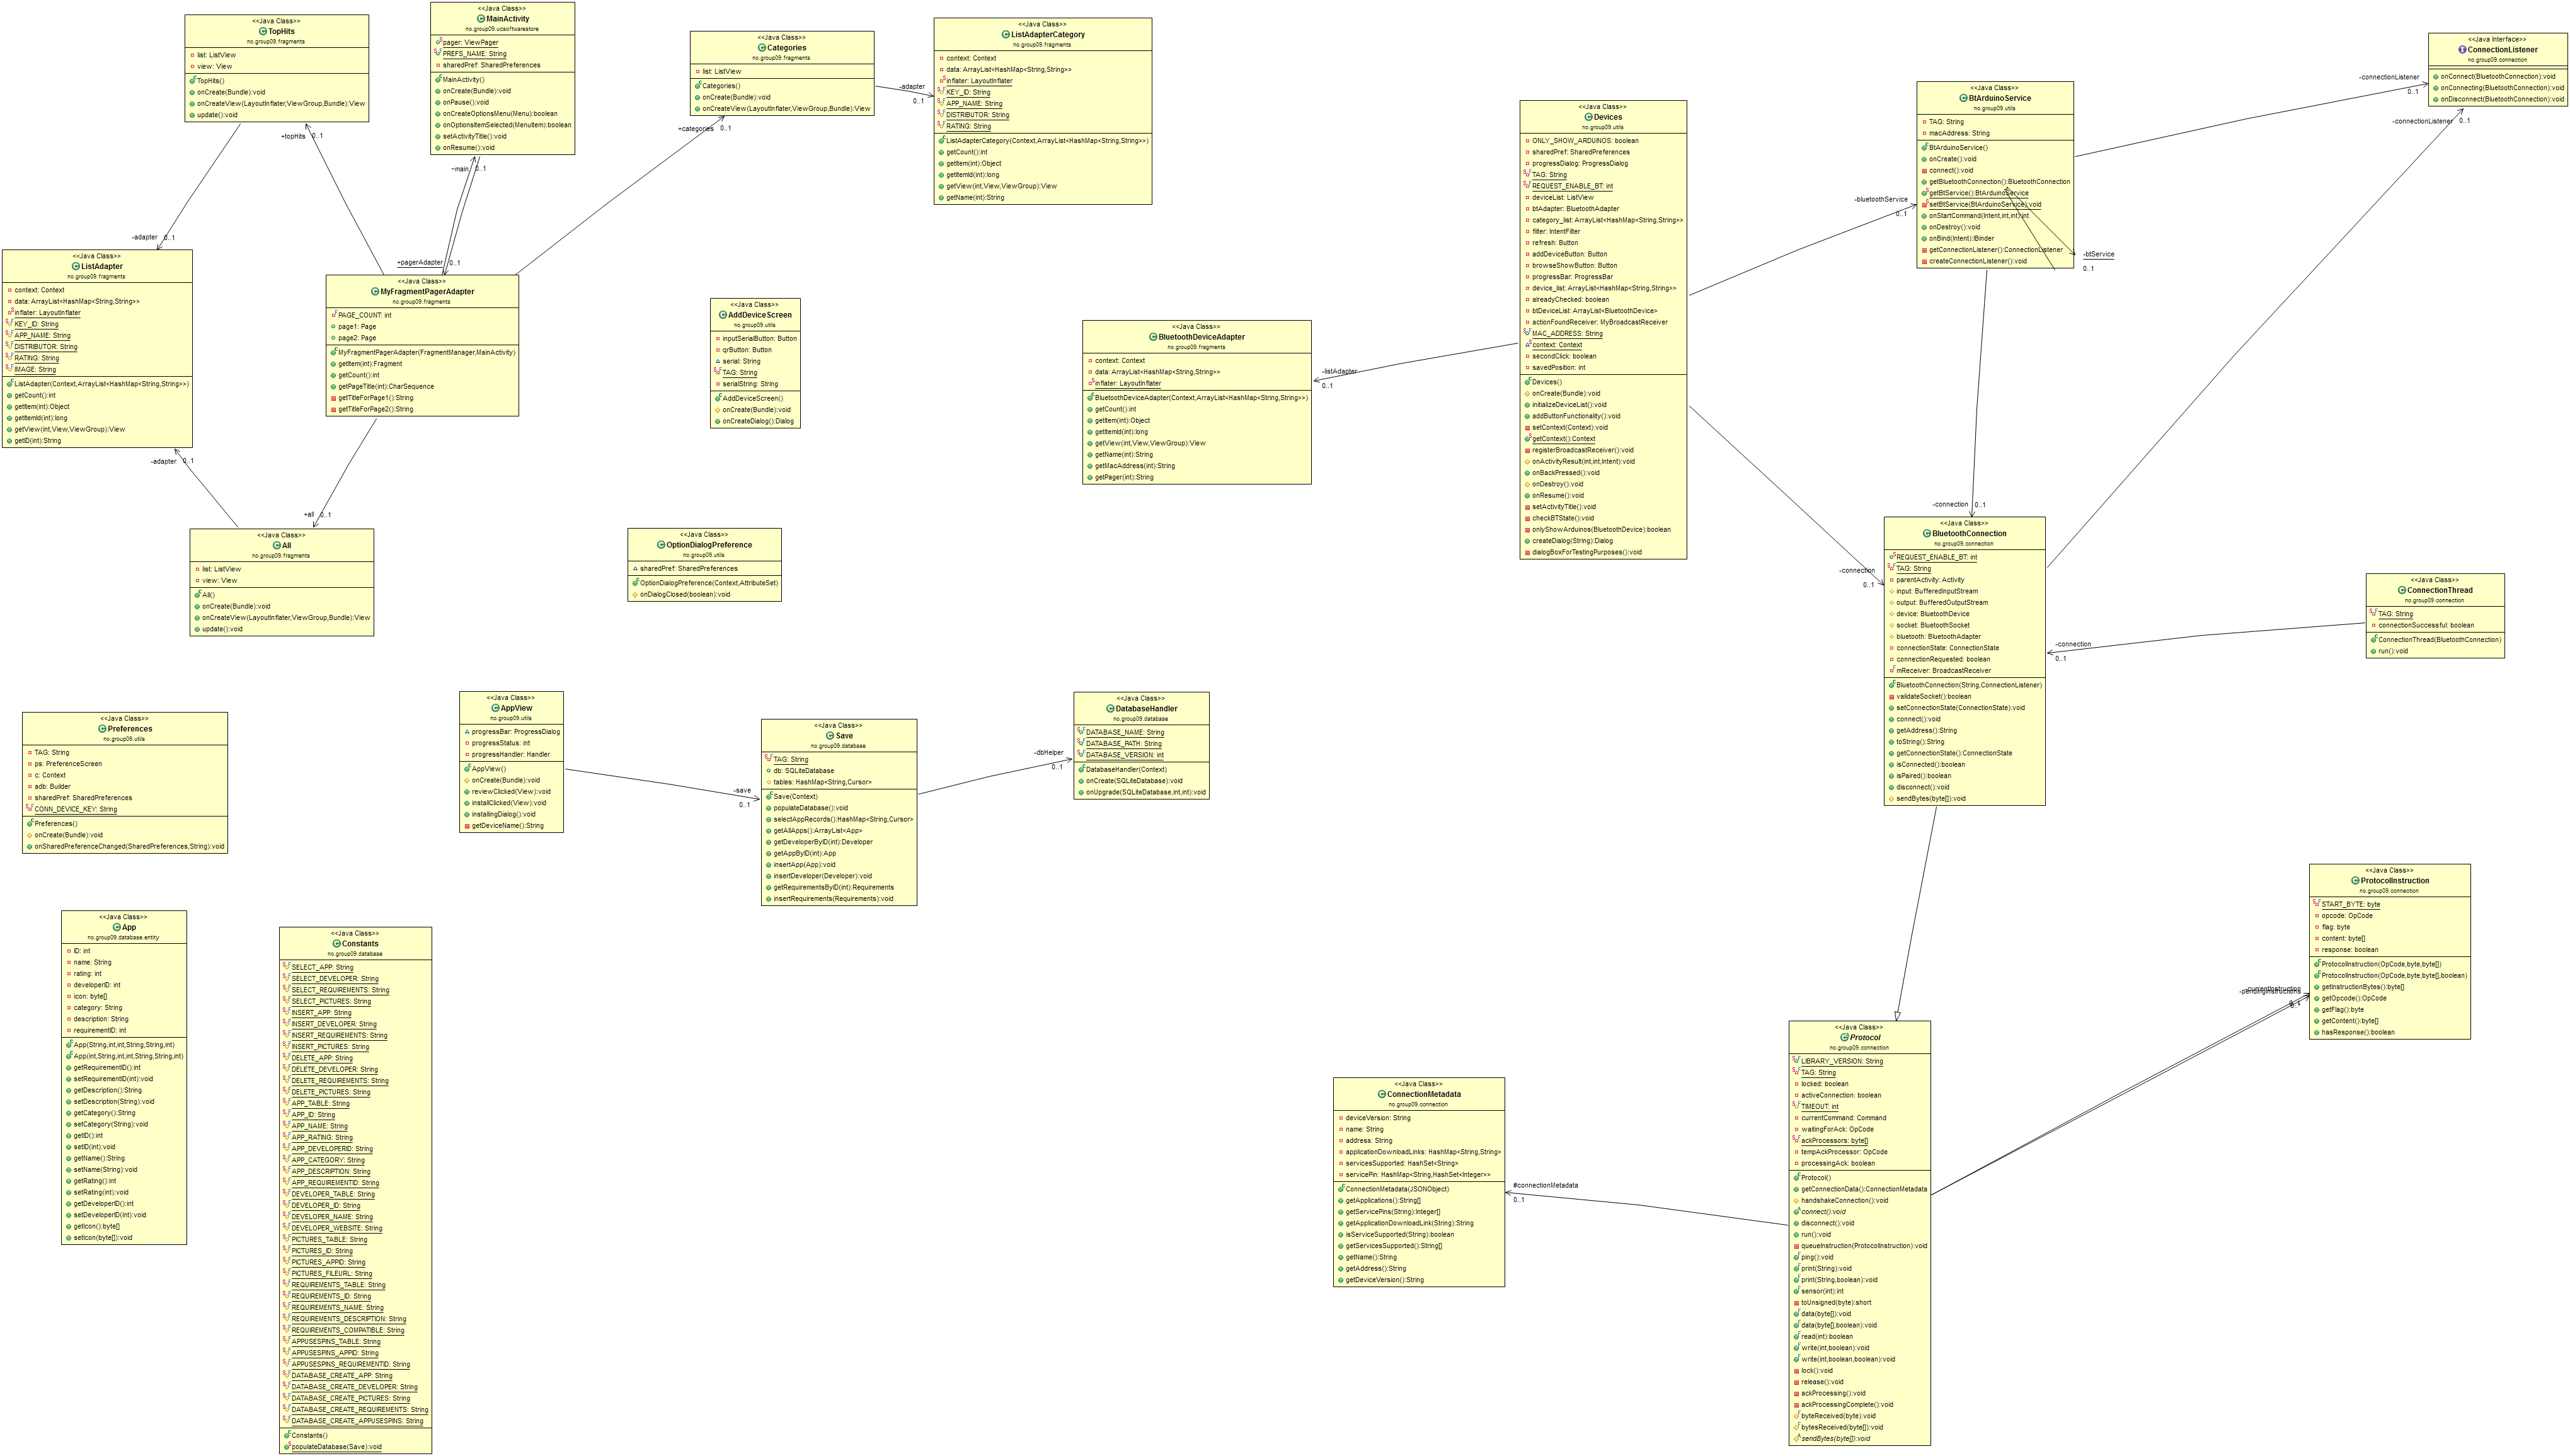 <<Java Class>>
TopHits
no.group09.fragments
list: ListView
view: View
TopHits()
onCreate(Bundle):void
onCreateView(LayoutInflater,ViewGroup,Bundle):View
update():void
<<Java Class>>
MainActivity
no.group09.ucsoftwarestore
pager: ViewPager
PREFS_NAME: String
sharedPref: SharedPreferences
MainActivity()
onCreate(Bundle):void
onPause():void
onCreateOptionsMenu(Menu):boolean
onOptionsItemSelected(MenuItem):boolean
setActivityTitle():void
onResume():void
<<Java Class>>
Categories
no.group09.fragments
list: ListView
Categories()
onCreate(Bundle):void
onCreateView(LayoutInflater,ViewGroup,Bundle):View
-adapter
0..1
<<Java Class>>
ListAdapterCategory
no.group09.fragments
context: Context
data: ArrayList<HashMap<String,String>>
inflater: LayoutInflater
KEY_ID: String
APP_NAME: String
DISTRIBUTOR: String
RATING: String
ListAdapterCategory(Context,ArrayList<HashMap<String,String>>)
getCount():int
getItem(int):Object
getItemId(int):long
getView(int,View,ViewGroup):View
getName(int):String
+topHits
0..1
~main
0..1
+categories
0..1
-adapter
0..1
+pagerAdapter
0..1
<<Java Class>>
ListAdapter
no.group09.fragments
context: Context
data: ArrayList<HashMap<String,String>>
inflater: LayoutInflater
KEY_ID: String
APP_NAME: String
DISTRIBUTOR: String
RATING: String
IMAGE: String
ListAdapter(Context,ArrayList<HashMap<String,String>>)
getCount():int
getItem(int):Object
getItemId(int):long
getView(int,View,ViewGroup):View
getID(int):String
<<Java Class>>
MyFragmentPagerAdapter
no.group09.fragments
PAGE_COUNT: int
page1: Page
page2: Page
MyFragmentPagerAdapter(FragmentManager,MainActivity)
getItem(int):Fragment
getCount():int
getPageTitle(int):CharSequence
getTitleForPage1():String
getTitleForPage2():String
-adapter
0..1
+all
0..1
<<Java Class>>
All
no.group09.fragments
list: ListView
view: View
All()
onCreate(Bundle):void
onCreateView(LayoutInflater,ViewGroup,Bundle):View
update():void
<<Java Class>>
AddDeviceScreen
no.group09.utils
inputSerialButton: Button
qrButton: Button
serial: String
TAG: String
serialString: String
AddDeviceScreen()
onCreate(Bundle):void
onCreateDialog():Dialog
<<Java Class>>
OptionDialogPreference
no.group09.utils
sharedPref: SharedPreferences
OptionDialogPreference(Context,AttributeSet)
onDialogClosed(boolean):void
<<Java Class>>
BluetoothDeviceAdapter
no.group09.fragments
context: Context
data: ArrayList<HashMap<String,String>>
inflater: LayoutInflater
BluetoothDeviceAdapter(Context,ArrayList<HashMap<String,String>>)
getCount():int
getItem(int):Object
getItemId(int):long
getView(int,View,ViewGroup):View
getName(int):String
getMacAddress(int):String
getPager(int):String
-listAdapter
0..1
<<Java Class>>
Devices
no.group09.utils
ONLY_SHOW_ARDUINOS: boolean
sharedPref: SharedPreferences
progressDialog: ProgressDialog
TAG: String
REQUEST_ENABLE_BT: int
deviceList: ListView
btAdapter: BluetoothAdapter
category_list: ArrayList<HashMap<String,String>>
filter: IntentFilter
refresh: Button
addDeviceButton: Button
browseShowButton: Button
progressBar: ProgressBar
device_list: ArrayList<HashMap<String,String>>
alreadyChecked: boolean
btDeviceList: ArrayList<BluetoothDevice>
actionFoundReceiver: MyBroadcastReceiver
MAC_ADDRESS: String
context: Context
secondClick: boolean
savedPosition: int
Devices()
onCreate(Bundle):void
initializeDeviceList():void
addButtonFunctionality():void
setContext(Context):void
getContext():Context
registerBroadcastReceiver():void
onActivityResult(int,int,Intent):void
onBackPressed():void
onDestroy():void
onResume():void
setActivityTitle():void
checkBTState():void
onlyShowArduinos(BluetoothDevice):boolean
createDialog(String):Dialog
dialogBoxForTestingPurposes():void
-bluetoothService
0..1
-connection
0..1
<<Java Class>>
BtArduinoService
no.group09.utils
TAG: String
macAddress: String
BtArduinoService()
onCreate():void
connect():void
getBluetoothConnection():BluetoothConnection
getBtService():BtArduinoService
setBtService(BtArduinoService):void
onStartCommand(Intent,int,int):int
onDestroy():void
onBind(Intent):IBinder
getConnectionListener():ConnectionListener
createConnectionListener():void
-btService
0..1
-connectionListener
0..1
-connectionListener
0..1
<<Java Interface>>
ConnectionListener
no.group09.connection
onConnect(BluetoothConnection):void
onConnecting(BluetoothConnection):void
onDisconnect(BluetoothConnection):void
-connection
0..1
<<Java Class>>
BluetoothConnection
no.group09.connection
REQUEST_ENABLE_BT: int
TAG: String
parentActivity: Activity
input: BufferedInputStream
output: BufferedOutputStream
device: BluetoothDevice
socket: BluetoothSocket
bluetooth: BluetoothAdapter
connectionState: ConnectionState
connectionRequested: boolean
mReceiver: BroadcastReceiver
BluetoothConnection(String,ConnectionListener)
validateSocket():boolean
setConnectionState(ConnectionState):void
connect():void
getAddress():String
toString():String
getConnectionState():ConnectionState
isConnected():boolean
isPaired():boolean
disconnect():void
sendBytes(byte[]):void
-connection
0..1
<<Java Class>>
ConnectionThread
no.group09.connection
TAG: String
connectionSuccessful: boolean
ConnectionThread(BluetoothConnection)
run():void
<<Java Class>>
Preferences
no.group09.utils
TAG: String
ps: PreferenceScreen
c: Context
adb: Builder
sharedPref: SharedPreferences
CONN_DEVICE_KEY: String
Preferences()
onCreate(Bundle):void
onSharedPreferenceChanged(SharedPreferences,String):void
<<Java Class>>
AppView
no.group09.utils
progressBar: ProgressDialog
progressStatus: int
progressHandler: Handler
AppView()
onCreate(Bundle):void
reviewClicked(View):void
installClicked(View):void
installingDialog():void
getDeviceName():String
-save
0..1
<<Java Class>>
Save
no.group09.database
TAG: String
db: SQLiteDatabase
tables: HashMap<String,Cursor>
Save(Context)
populateDatabase():void
selectAppRecords():HashMap<String,Cursor>
getAllApps():ArrayList<App>
getDeveloperByID(int):Developer
getAppByID(int):App
insertApp(App):void
insertDeveloper(Developer):void
getRequirementsByID(int):Requirements
insertRequirements(Requirements):void
-dbHelper
0..1
<<Java Class>>
DatabaseHandler
no.group09.database
DATABASE_NAME: String
DATABASE_PATH: String
DATABASE_VERSION: int
DatabaseHandler(Context)
onCreate(SQLiteDatabase):void
onUpgrade(SQLiteDatabase,int,int):void
<<Java Class>>
App
no.group09.database.entity
ID: int
name: String
rating: int
developerID: int
icon: byte[]
category: String
description: String
requirementID: int
App(String,int,int,String,String,int)
App(int,String,int,int,String,String,int)
getRequirementID():int
setRequirementID(int):void
getDescription():String
setDescription(String):void
getCategory():String
setCategory(String):void
getID():int
setID(int):void
getName():String
setName(String):void
getRating():int
setRating(int):void
getDeveloperID():int
setDeveloperID(int):void
getIcon():byte[]
setIcon(byte[]):void
<<Java Class>>
Constants
no.group09.database
SELECT_APP: String
SELECT_DEVELOPER: String
SELECT_REQUIREMENTS: String
SELECT_PICTURES: String
INSERT_APP: String
INSERT_DEVELOPER: String
INSERT_REQUIREMENTS: String
INSERT_PICTURES: String
DELETE_APP: String
DELETE_DEVELOPER: String
DELETE_REQUIREMENTS: String
DELETE_PICTURES: String
APP_TABLE: String
APP_ID: String
APP_NAME: String
APP_RATING: String
APP_DEVELOPERID: String
APP_CATEGORY: String
APP_DESCRIPTION: String
APP_REQUIREMENTID: String
DEVELOPER_TABLE: String
DEVELOPER_ID: String
DEVELOPER_NAME: String
DEVELOPER_WEBSITE: String
PICTURES_TABLE: String
PICTURES_ID: String
PICTURES_APPID: String
PICTURES_FILEURL: String
REQUIREMENTS_TABLE: String
REQUIREMENTS_ID: String
REQUIREMENTS_NAME: String
REQUIREMENTS_DESCRIPTION: String
REQUIREMENTS_COMPATIBLE: String
APPUSESPINS_TABLE: String
APPUSESPINS_APPID: String
APPUSESPINS_REQUIREMENTID: String
DATABASE_CREATE_APP: String
DATABASE_CREATE_DEVELOPER: String
DATABASE_CREATE_PICTURES: String
DATABASE_CREATE_REQUIREMENTS: String
DATABASE_CREATE_APPUSESPINS: String
Constants()
populateDatabase(Save):void
<<Java Class>>
ConnectionMetadata
no.group09.connection
deviceVersion: String
name: String
address: String
applicationDownloadLinks: HashMap<String,String>
servicesSupported: HashSet<String>
servicePin: HashMap<String,HashSet<Integer>>
ConnectionMetadata(JSONObject)
getApplications():String[]
getServicePins(String):Integer[]
getApplicationDownloadLink(String):String
isServiceSupported(String):boolean
getServicesSupported():String[]
getName():String
getAddress():String
getDeviceVersion():String
#connectionMetadata
0..1
<<Java Class>>
Protocol
no.group09.connection
LIBRARY_VERSION: String
TAG: String
locked: boolean
activeConnection: boolean
TIMEOUT: int
currentCommand: Command
waitingForAck: OpCode
ackProcessors: byte[]
tempAckProcessor: OpCode
processingAck: boolean
Protocol()
getConnectionData():ConnectionMetadata
handshakeConnection():void
connect():void
disconnect():void
run():void
queueInstruction(ProtocolInstruction):void
ping():void
print(String):void
print(String,boolean):void
sensor(int):int
toUnsigned(byte):short
data(byte[]):void
data(byte[],boolean):void
read(int):boolean
write(int,boolean):void
write(int,boolean,boolean):void
lock():void
release():void
ackProcessing():void
ackProcessingComplete():void
byteReceived(byte):void
bytesReceived(byte[]):void
sendBytes(byte[]):void
-currentInstruction
-pendingInstructions
0..1
<<Java Class>>
ProtocolInstruction
no.group09.connection
START_BYTE: byte
opcode: OpCode
flag: byte
content: byte[]
response: boolean
ProtocolInstruction(OpCode,byte,byte[])
ProtocolInstruction(OpCode,byte,byte[],boolean)
getInstructionBytes():byte[]
getOpcode():OpCode
getFlag():byte
getContent():byte[]
hasResponse():boolean